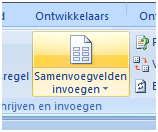 Ontwikkelaars
regel
Samenvoegvelden
invoegen
hrijven en invoegen